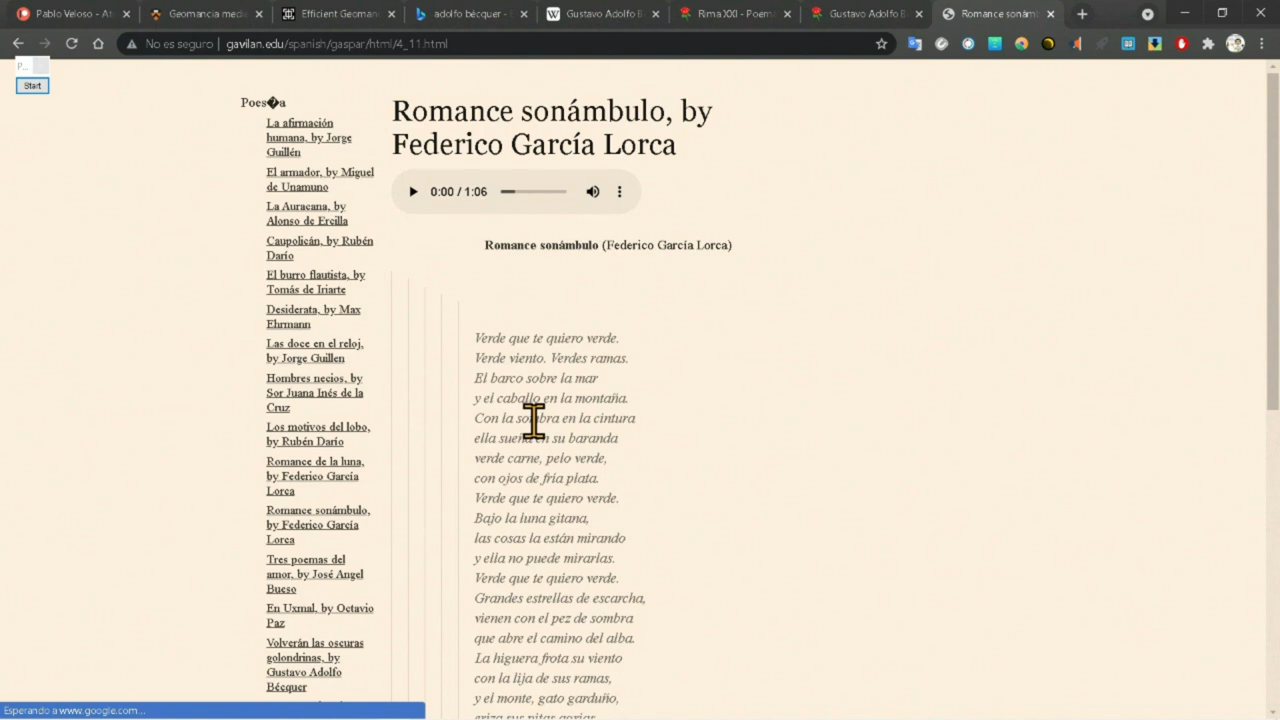 Pablo Veloso - At
Geomancia medie
Efficient Geoman
adolfo bécquer - B
Gustavo Adolfo B
Rima XXI - Poem
Gustavo Adolfo B
Romance sonám
No es seguro | gavilan.edu/spanish/gaspar/html/4_11.html
P...
Start
Poes�a
La afirmación
humana, by Jorge
Guillén
El armador, by Miguel
de Unamuno
La Auracana, by
Alonso de Ercilla
Caupolicán, by Rubén
Darío
El burro flautista, by
Tomás de Iriarte
Desiderata, by Max
Ehrmann
Las doce en el reloj,
by Jorge Guillen
Hombres necios, by
Sor Juana Inés de la
Cruz
Los motivos del lobo,
by Rubén Darío
Romance de la luna,
by Federico García
Lorca
Romance sonámbulo,
by Federico García
Lorca
Tres poemas del
amor, by José Angel
Bueso
En Uxmal, by Octavio
Paz
Volverán las oscuras
golondrinas, by
Gustavo Adolfo
Bécquer
Romance sonámbulo, by
Federico García Lorca
0:00 / 1:06
Romance sonámbulo (Federico García Lorca)
Verde que te quiero verde.
Verde viento. Verdes ramas.
El barco sobre la mar
y el caballo en la montaña.
Con la sombra en la cintura
ella sueña en su baranda
verde carne, pelo verde,
con ojos de fría plata.
Verde que te quiero verde.
Bajo la luna gitana,
las cosas la están mirando
y ella no puede mirarlas.
Verde que te quiero verde.
Grandes estrellas de escarcha,
vienen con el pez de sombra
que abre el camino del alba.
La higuera frota su viento
con la lija de sus ramas,
y el monte, gato garduño,
eriza sus pitas agrias.
Esperando a www.google.com...